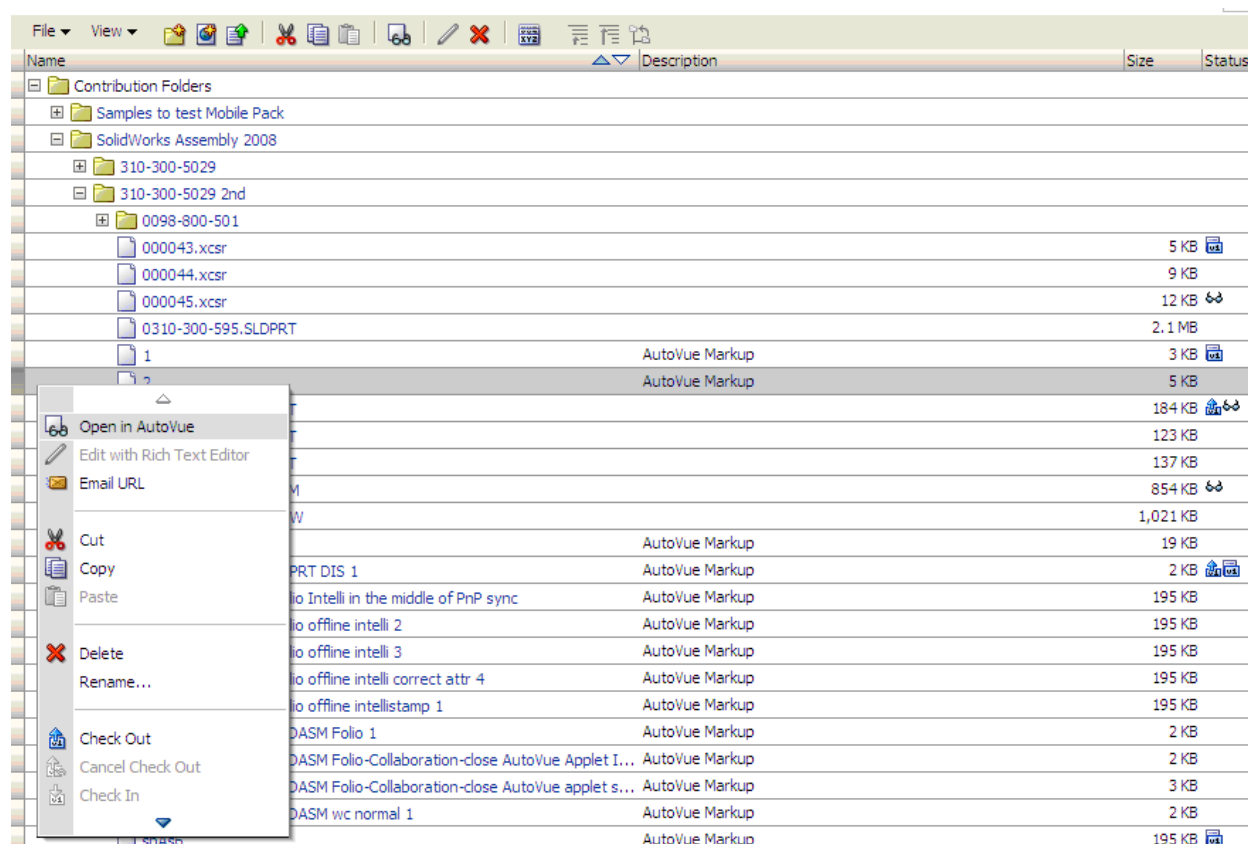 File View
Name Description Size Status
Contribution Folders
Samples to test Mobile Pack
SolidWorks Assembly 2008
310-300-5029
310-300-5029 2nd
0098-800-501
000043.xcsr 5 KB
000044.xcsr 9 KB
000045.xcsr 12 KB
0310-300-595.SLDPRT 2.1 MB
1 AutoVue Markup 3 KB
2 AutoVue Markup 5 KB
T 184 KB
Open in AutoVue
T 123 KB
Edit with Rich Text Editor
T 137 KB
Email URL
M 854 KB
W 1,021 KB
Cut
AutoVue Markup 19 KB
Copy
PRT DIS 1 AutoVue Markup 2 KB
Paste
lio Intelli in the middle of PnP sync AutoVue Markup 195 KB
lio offline intelli 2 AutoVue Markup 195 KB
Delete
lio offline intelli 3 AutoVue Markup 195 KB
Rename...
lio offline intelli correct attr 4 AutoVue Markup 195 KB
lio offline intellistamp 1 AutoVue Markup 195 KB
Check Out
DASM Folio 1 AutoVue Markup 2 KB
DASM Folio-Collaboration-close AutoVue Applet I... AutoVue Markup 2 KB
Cancel Check Out
DASM Folio-Collaboration-close AutoVue applet s... AutoVue Markup 3 KB
Check In
DASM wc normal 1 AutoVue Markup 2 KB
AutoVue Markup 195 KB